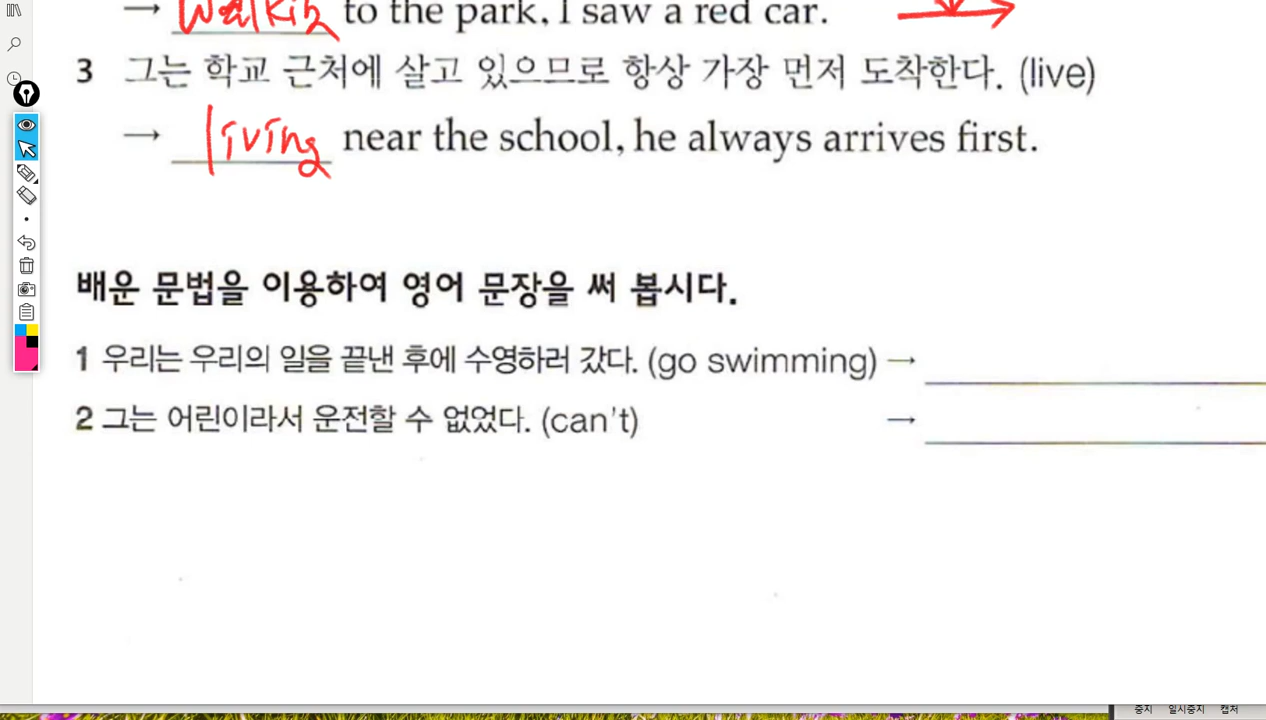 → walking to the park, I saw a red car.
3 그는 학교 근처에 살고 있으므로 항상 가장 먼저 도착한다. (live)
→ living near the school, he always arrives first.
배운 문법을 이용하여 영어 문장을 써 봅시다.
1 우리는 우리의 일을 끝낸 후에 수영하러 갔다. (go swimming) →
2 그는 어린이라서 운전할 수 없었다. (can't) →
중지 일시중지 캡처